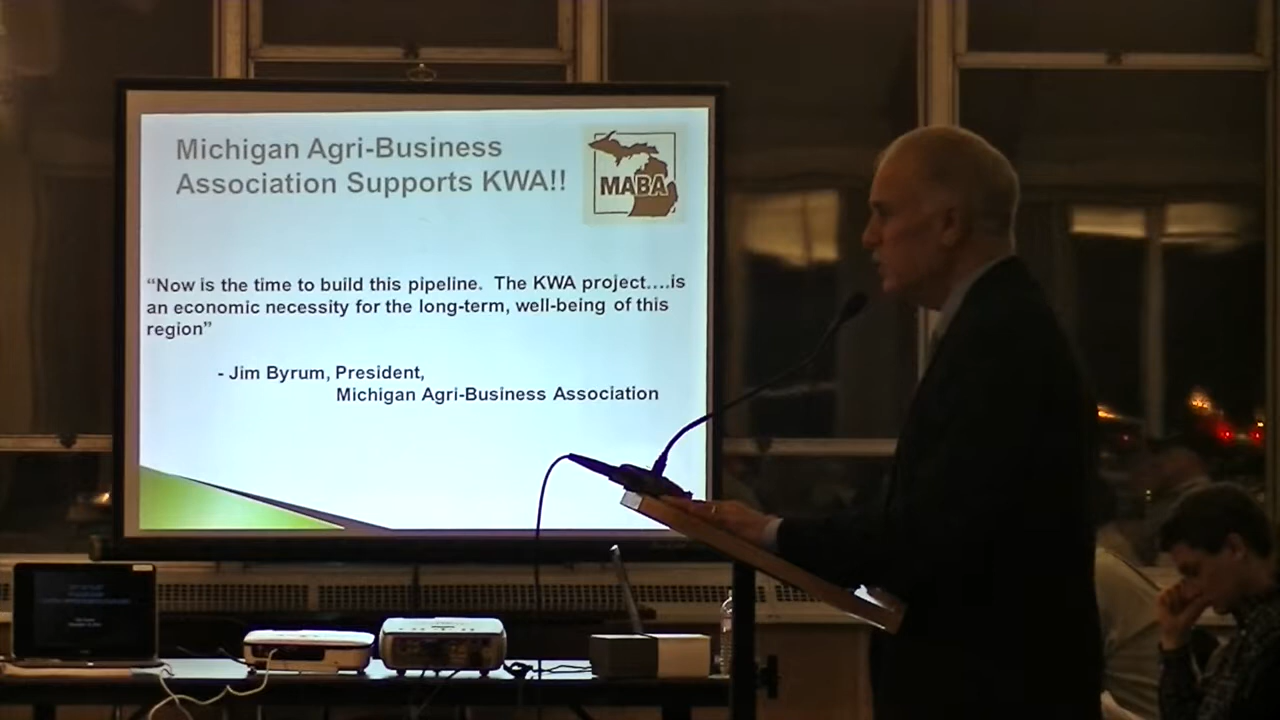 Michigan Agri-Business
Association Supports KWA!!
MABA
“Now is the time to build this pipeline.  The KWA project….is
an economic necessity for the long-term, well-being of this
region”
- Jim Byrum, President,
Michigan Agri-Business Association